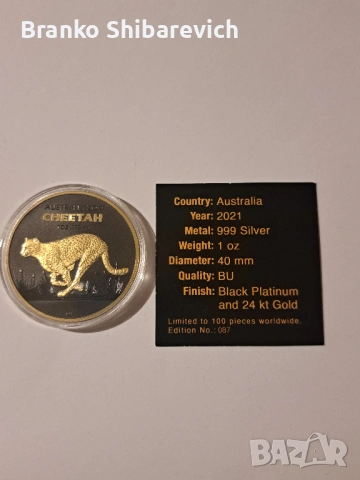 Branko Shibarevich
CHEETAH
Country: Australia
Year: 2021
Metal: 999 Silver
Weight: 1 oz
Diameter: 40 mm
Quality: BU
Finish: Black Platinum
and 24 kt Gold
Limited to 100 pieces worldwide.
Edition No.: 087
BAZAR
bg